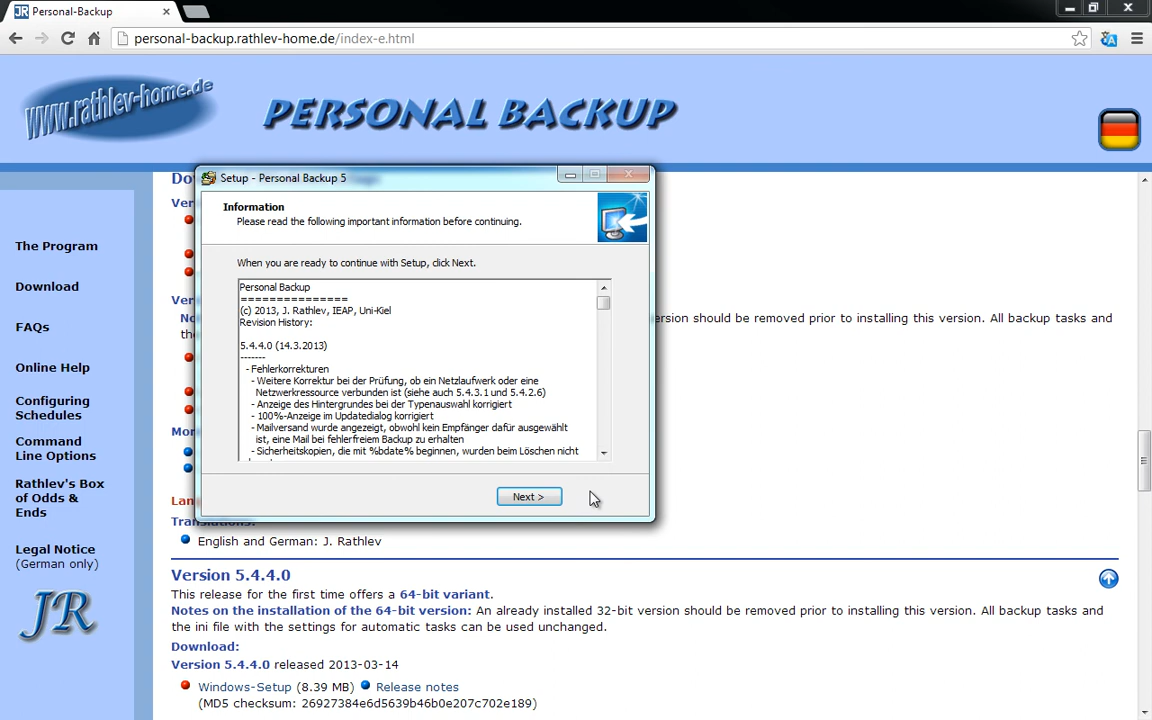 Personal-Backup
personal-backup.rathlev-home.de/index-e.html
www.rathlev-home.de
PERSONAL BACKUP
The Program
Download
FAQs
Online Help
Configuring
Schedules
Command
Line Options
Rathlev's Box
of Odds &
Ends
Legal Notice
(German only)
JR
Setup - Personal Backup 5
Information
Please read the following important information before continuing.
When you are ready to continue with Setup, click Next.
Personal Backup
===============
(c) 2013, J. Rathlev, IEAP, Uni-Kiel
Revision History:
5.4.4.0 (14.3.2013)
-------
- Fehlerkorrekturen
- Weitere Korrektur bei der Prüfung, ob ein Netzlaufwerk oder eine
Netzwerkressource verbunden ist (siehe auch 5.4.3.1 und 5.4.2.6)
- Anzeige des Hintergrundes bei der Typenauswahl korrigiert
- 100%-Anzeige im Updatedialog korrigiert
- Mailversand wurde angezeigt, obwohl kein Empfänger dafür ausgewählt
ist, eine Mail bei fehlerfreiem Backup zu erhalten
- Sicherheitskopien, die mit %bdate% beginnen, wurden beim Löschen nicht
Next >
Do
Ver
Ver
No
ersion should be removed prior to installing this version. All backup tasks and
the
Mor
Lan
Translations:
English and German: J. Rathlev
Version 5.4.4.0
This release for the first time offers a 64-bit variant.
Notes on the installation of the 64-bit version: An already installed 32-bit version should be removed prior to installing this version. All backup tasks and
the ini file with the settings for automatic tasks can be used unchanged.
Download:
Version 5.4.4.0 released 2013-03-14
Windows-Setup (8.39 MB) Release notes
(MD5 checksum: 26927384e6d5639b46b0e207c702e189)